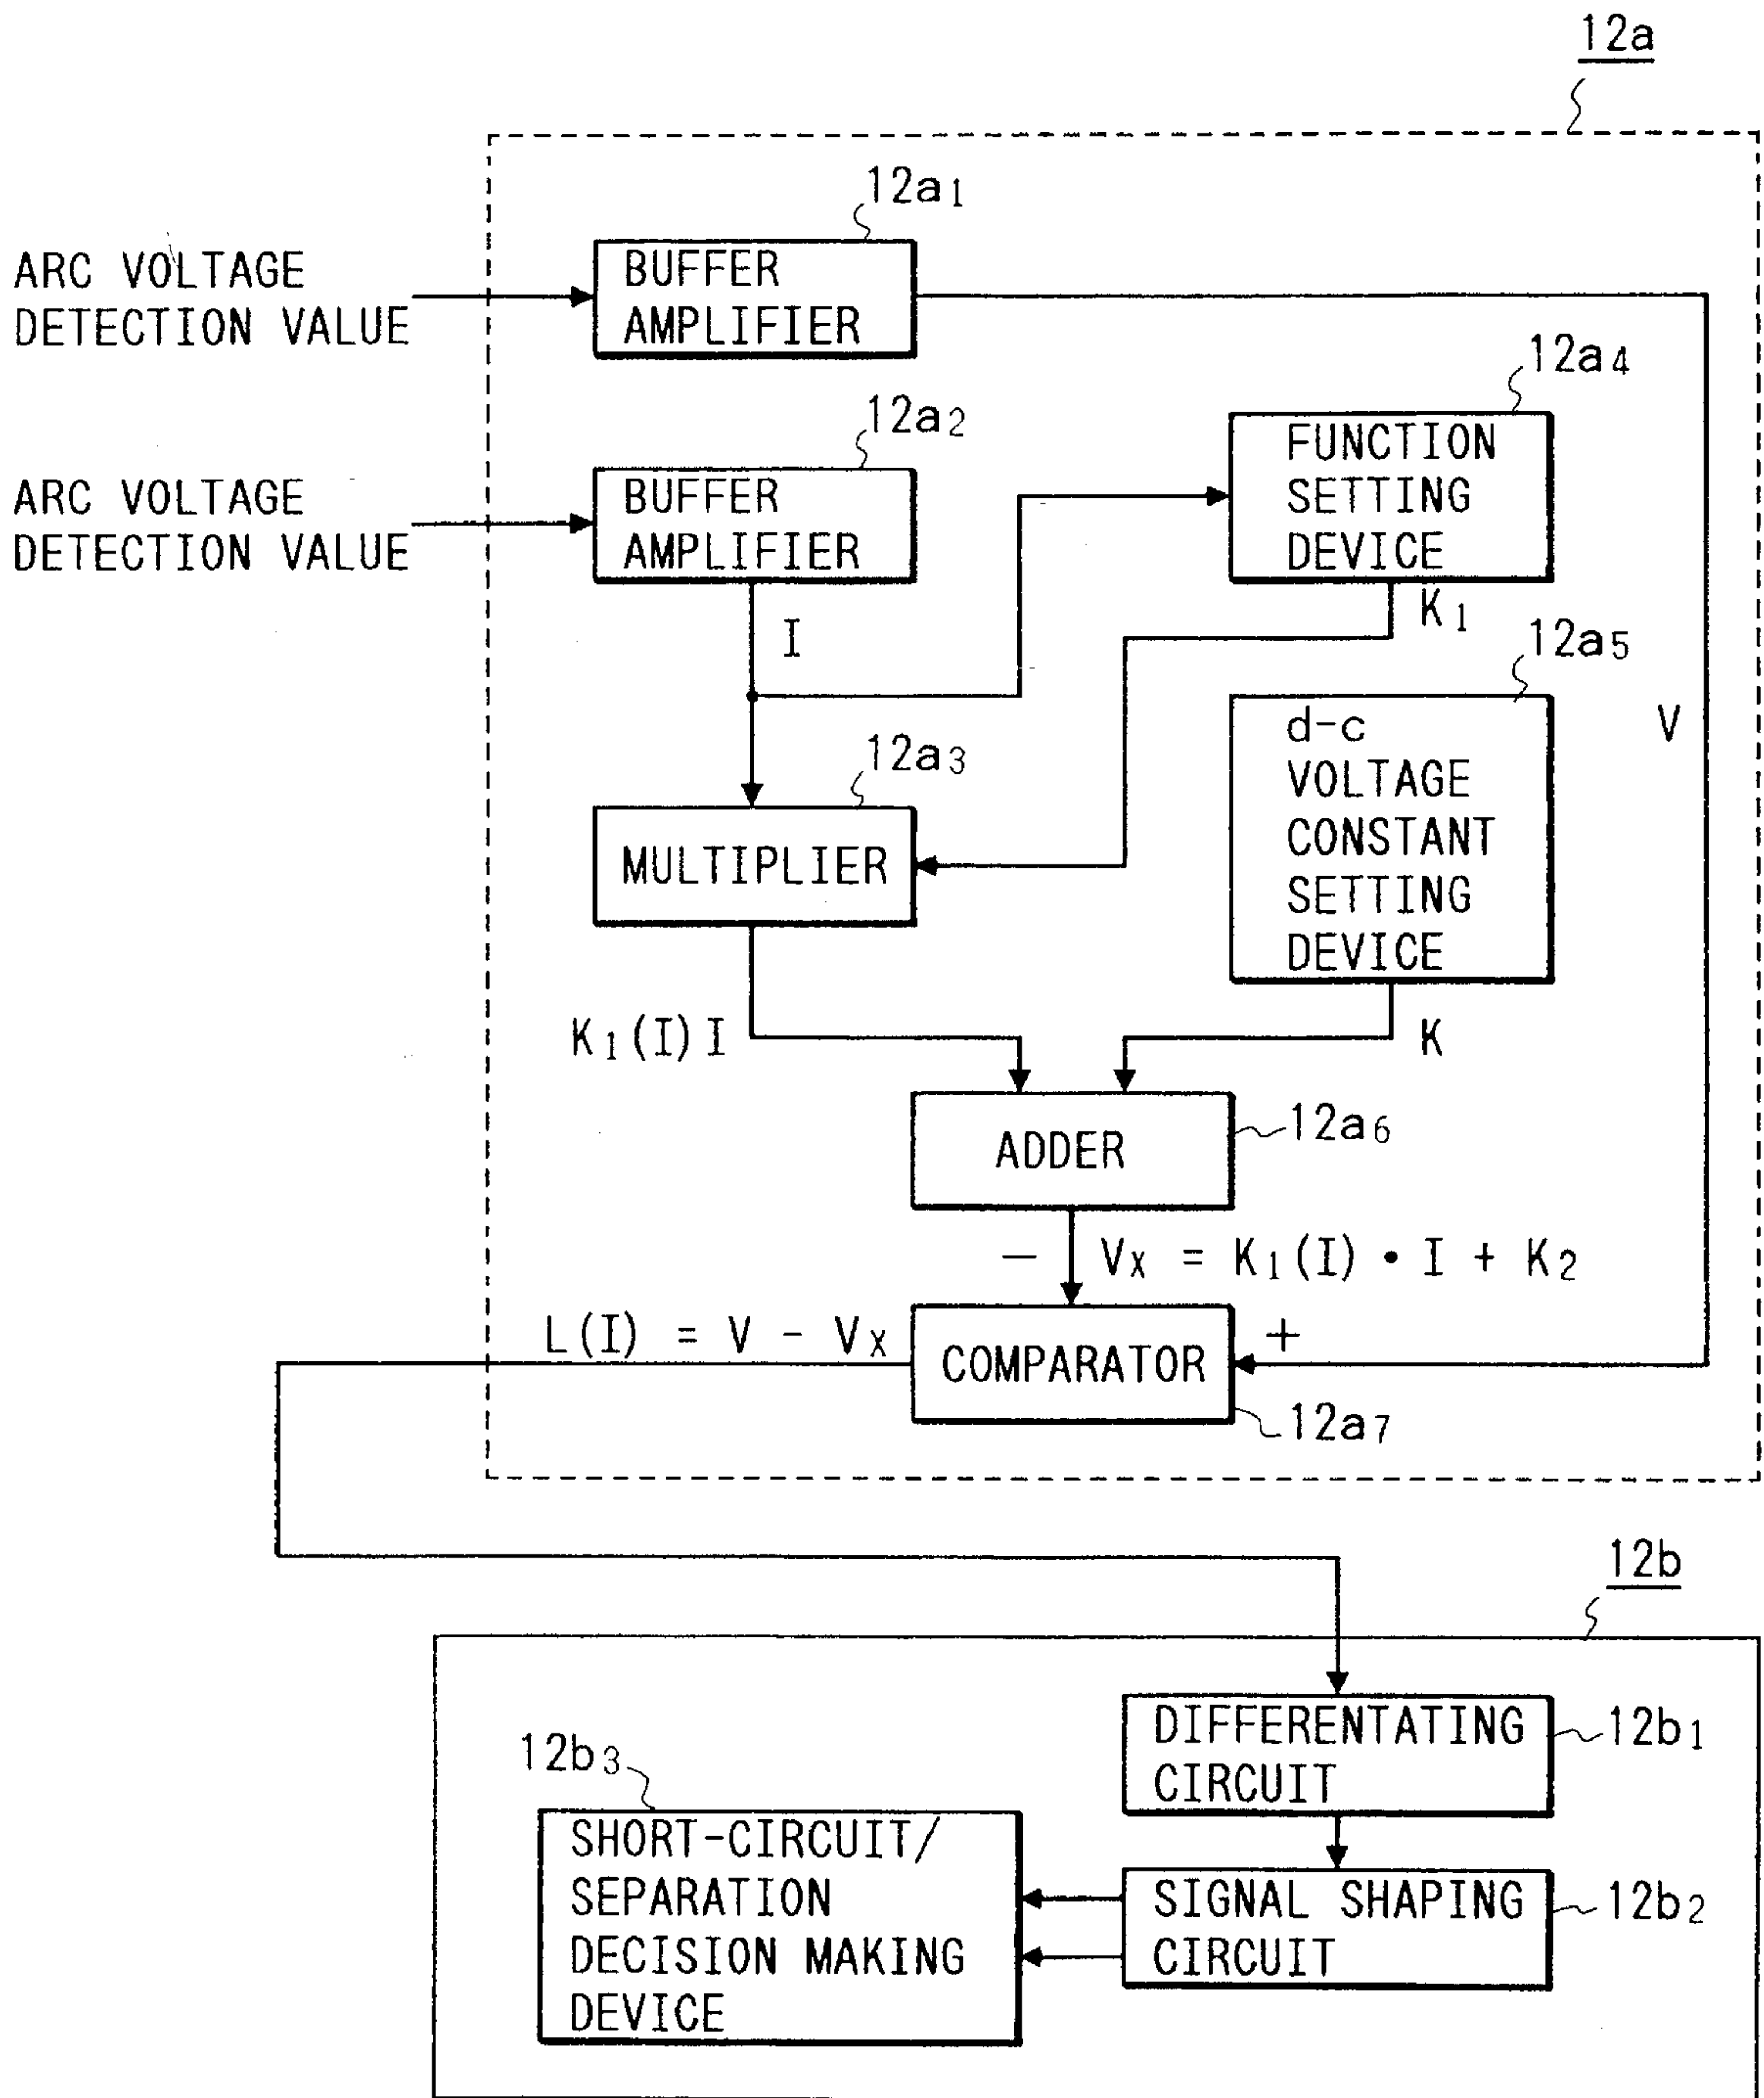 12a
12a1
ARC VOLTAGE
DETECTION VALUE
BUFFER
AMPLIFIER
12a4
12a2
FUNCTION
SETTING
DEVICE
ARC VOLTAGE
DETECTION VALUE
BUFFER
AMPLIFIER
K1
I
12a5
d-c
VOLTAGE
CONSTANT
SETTING
DEVICE
V
12a3
MULTIPLIER
K1(I)I
K
ADDER
12a6
− Vx = K1(I) • I + K2
L(I) = V - Vx
+
COMPARATOR
12a7
12b
DIFFERENTATING
CIRCUIT
12b1
12b3
SHORT-CIRCUIT/
SEPARATION
DECISION MAKING
DEVICE
SIGNAL SHAPING
CIRCUIT
12b2